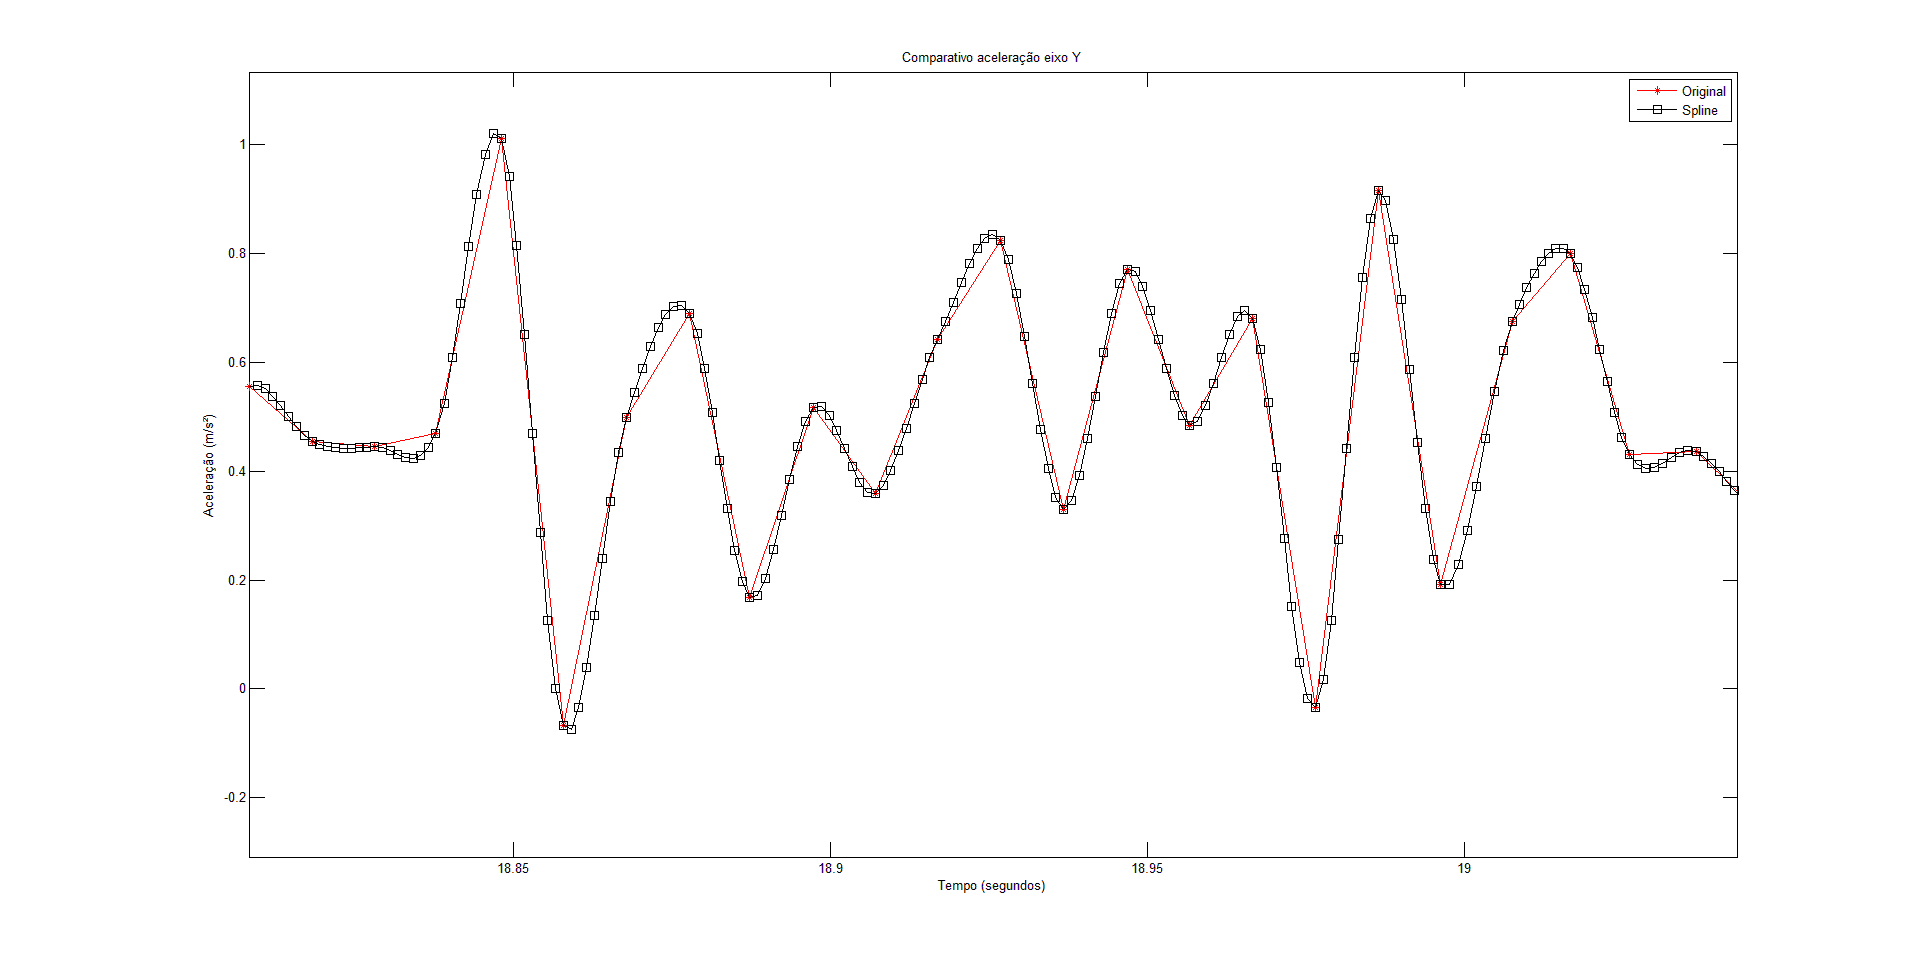 Comparativo aceleração eixo Y
Original
Spline
1
0.8
0.6
0.4
0.2
0
-0.2
Aceleração (m/s²)
18.85
18.9
18.95
19
Tempo (segundos)